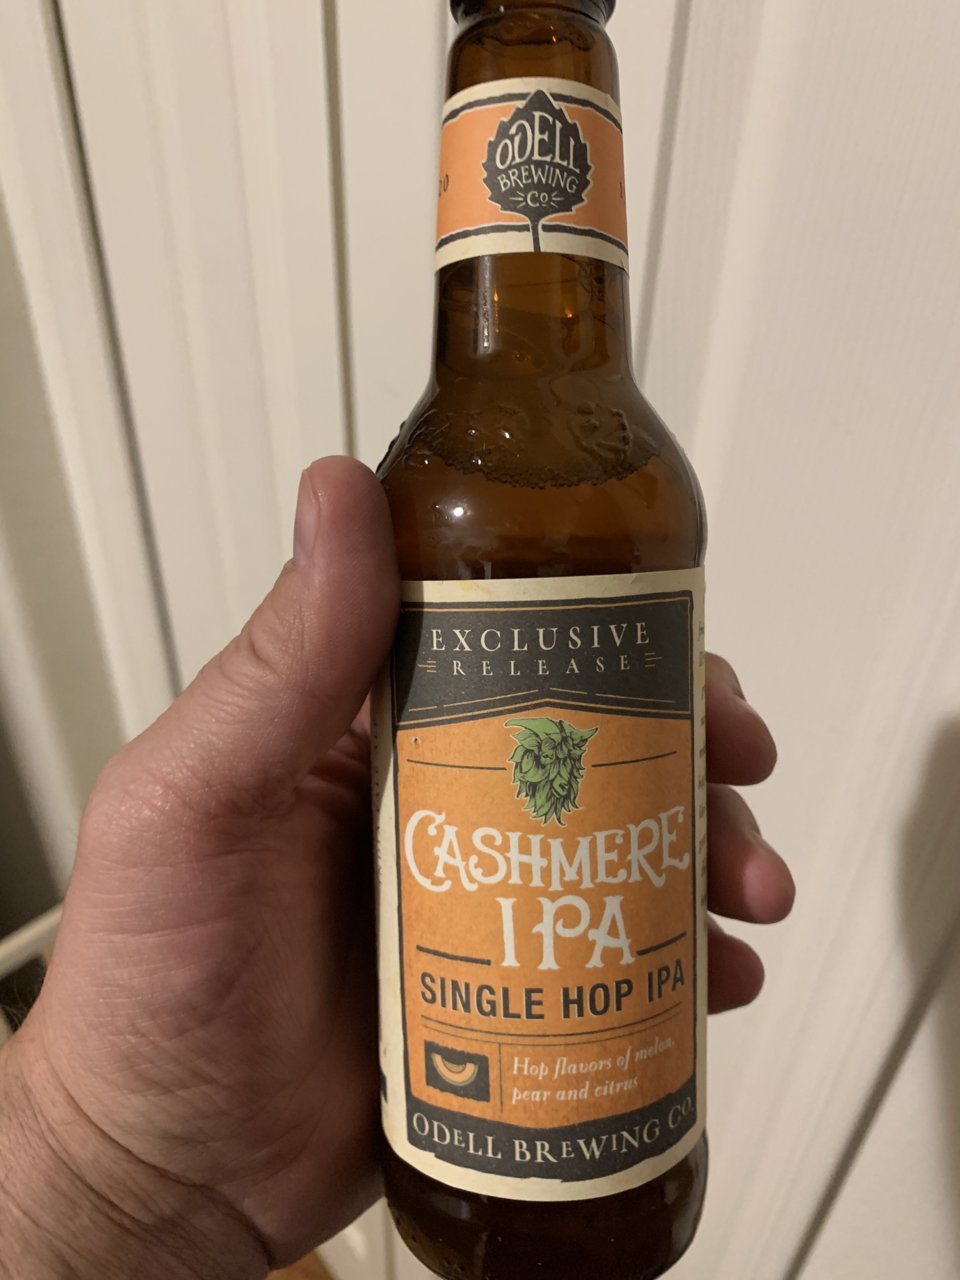 ODELL
BREWING
Co
EXCLUSIVE
RELEASE
CASHMERE
IPA
SINGLE HOP IPA
Hop flavors of melon,
pear and citrus
ODELL BREWING CO.